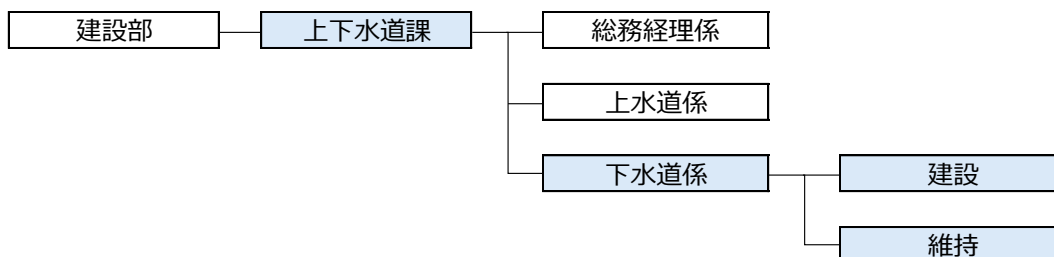 建設部
上下水道課
総務経理係
上水道係
下水道係
建設
維持